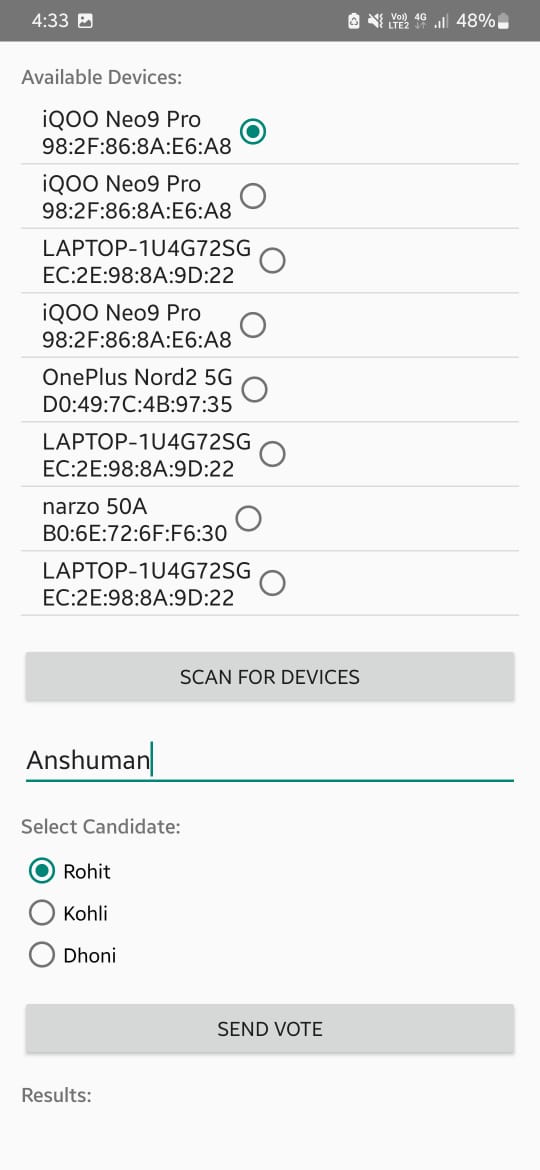 4:33
Vo)) 4G 48%
LTE2
Available Devices:
iQOO Neo9 Pro
98:2F:86:8A:E6:A8
iQOO Neo9 Pro
98:2F:86:8A:E6:A8
LAPTOP-1U4G72SG
EC:2E:98:8A:9D:22
iQOO Neo9 Pro
98:2F:86:8A:E6:A8
OnePlus Nord2 5G
D0:49:7C:4B:97:35
LAPTOP-1U4G72SG
EC:2E:98:8A:9D:22
narzo 50A
B0:6E:72:6F:F6:30
LAPTOP-1U4G72SG
EC:2E:98:8A:9D:22
SCAN FOR DEVICES
Anshuman
Select Candidate:
Rohit
Kohli
Dhoni
SEND VOTE
Results: